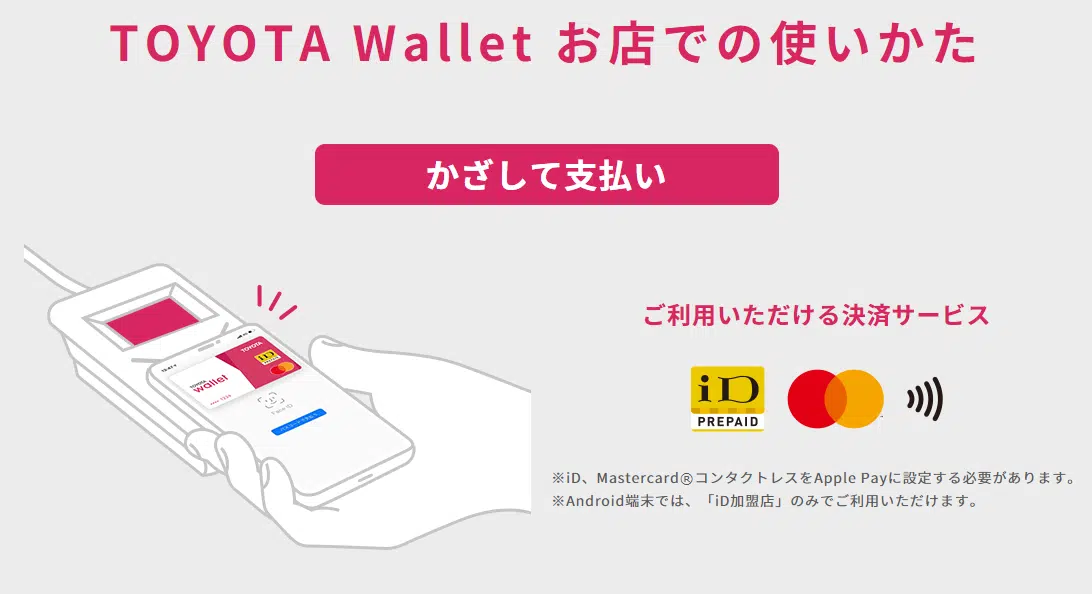 TOYOTA Wallet お店での使いかた
かざして支払い
TOYOTA
iD
TOYOTA
wallet
Face ID
ご利用いただける決済サービス
iD
PREPAID
※iD、Mastercard®コンタクトレスをApple Payに設定する必要があります。
※Android端末では、「iD加盟店」のみでご利用いただけます。